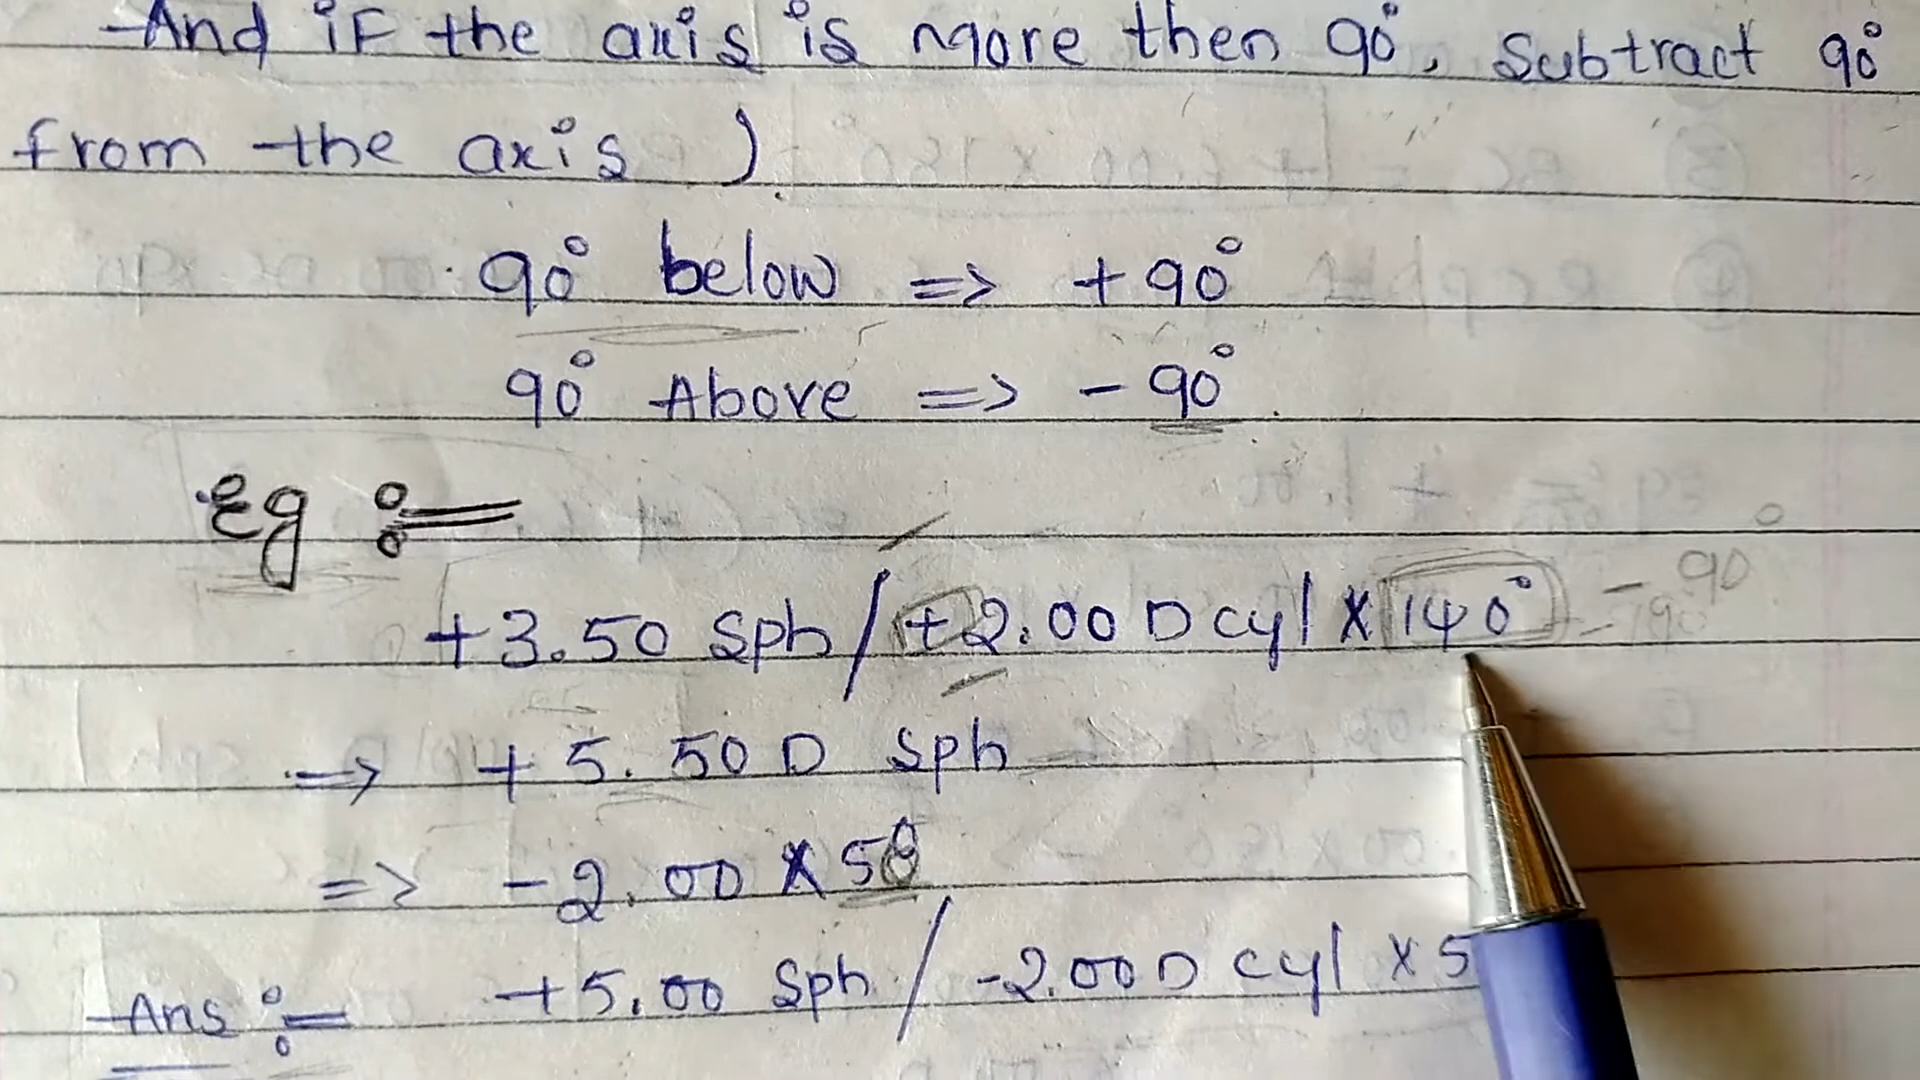 And if the axis is more then 90°, Subtract 90°
from the axis )
90° below => +90°
90° Above => - 90°
Eg :=
+3.50 Sph / +2.00 D cyl x 140° - 90
=> + 5.50 D Sph
=> -2.00 x 50
Ans := +5.00 Sph / -2.00 D cyl x 5